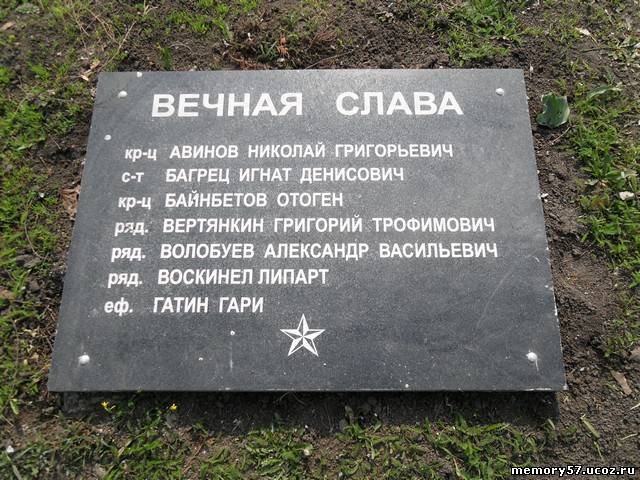 ВЕЧНАЯ СЛАВА
кр-ц АВИНОВ НИКОЛАЙ ГРИГОРЬЕВИЧ
с-т БАГРЕЦ ИГНАТ ДЕНИСОВИЧ
кр-ц БАЙНБЕТОВ ОТОГЕН
ряд. ВЕРТЯНКИН ГРИГОРИЙ ТРОФИМОВИЧ
ряд. ВОЛОБУЕВ АЛЕКСАНДР ВАСИЛЬЕВИЧ
ряд. ВОСКИНЕЛ ЛИПАРТ
еф. ГАТИН ГАРИ
memory57.ucoz.ru